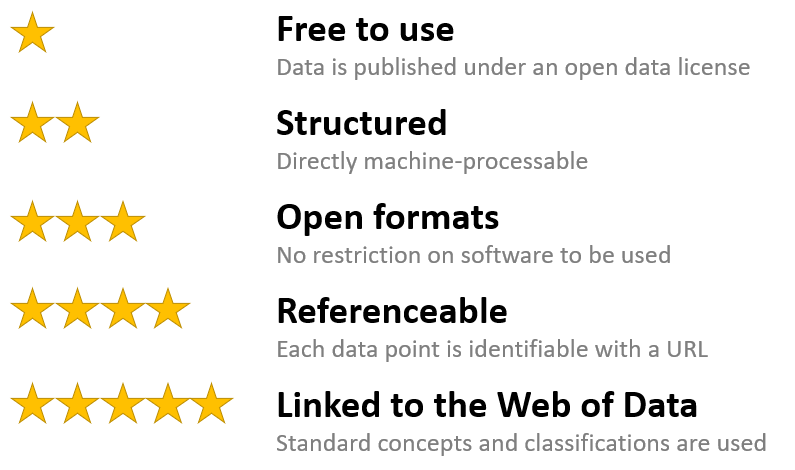 Free to use
Data is published under an open data license
Structured
Directly machine-processable
Open formats
No restriction on software to be used
Referenceable
Each data point is identifiable with a URL
Linked to the Web of Data
Standard concepts and classifications are used